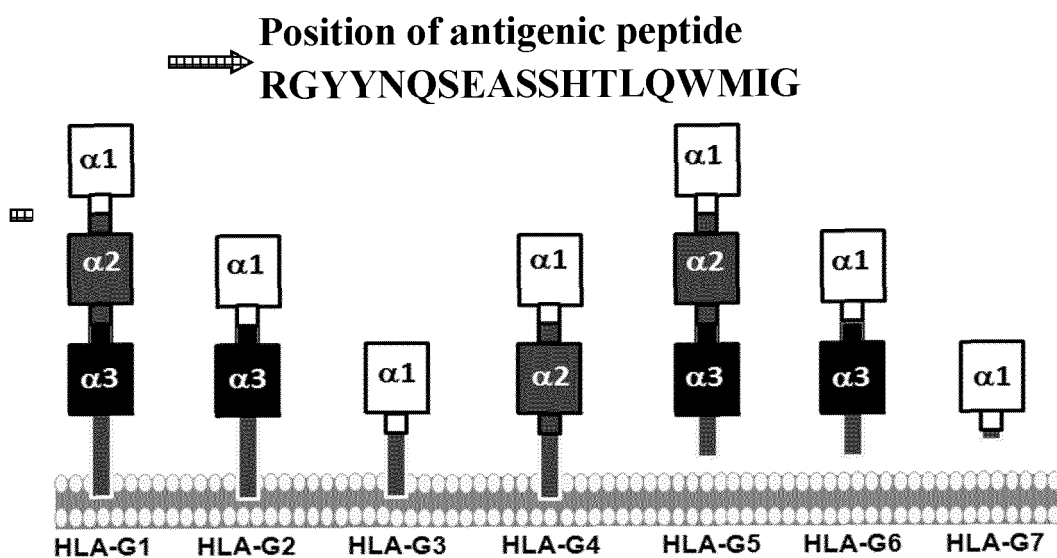 Position of antigenic peptide
RGYYNQSEASSHTLQWMIG
α1 α1
α2 α1 α1 α2 α1
α3 α3 α1 α2 α3 α3 α1
HLA-G1 HLA-G2 HLA-G3 HLA-G4 HLA-G5 HLA-G6 HLA-G7